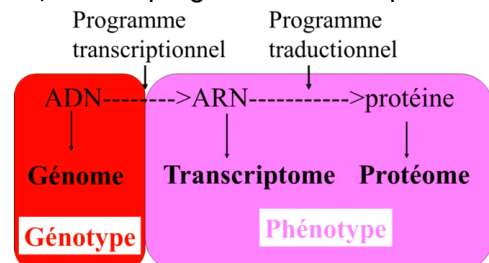 Programme transcriptionnel
Programme traductionnel
ADN------->ARN---------->protéine
Génome Transcriptome Protéome
Génotype Phénotype